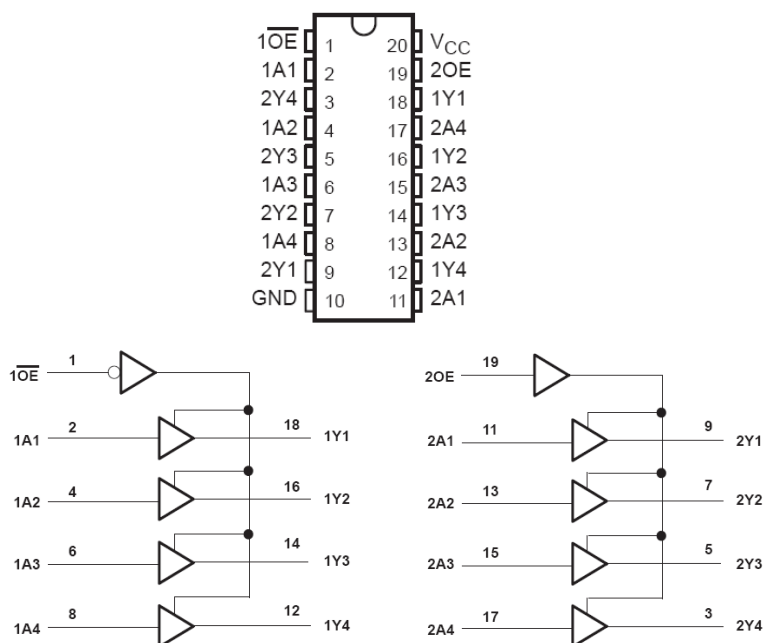 1O̅E̅ 1 20 VCC
1A1 2 19 2OE
2Y4 3 18 1Y1
1A2 4 17 2A4
2Y3 5 16 1Y2
1A3 6 15 2A3
2Y2 7 14 1Y3
1A4 8 13 2A2
2Y1 9 12 1Y4
GND 10 11 2A1
1O̅E̅ 1
1A1 2 18 1Y1
1A2 4 16 1Y2
1A3 6 14 1Y3
1A4 8 12 1Y4
2OE 19
2A1 11 9 2Y1
2A2 13 7 2Y2
2A3 15 5 2Y3
2A4 17 3 2Y4